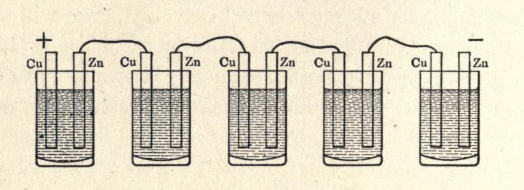 + −
Cu Zn Cu Zn Cu Zn Cu Zn Cu Zn